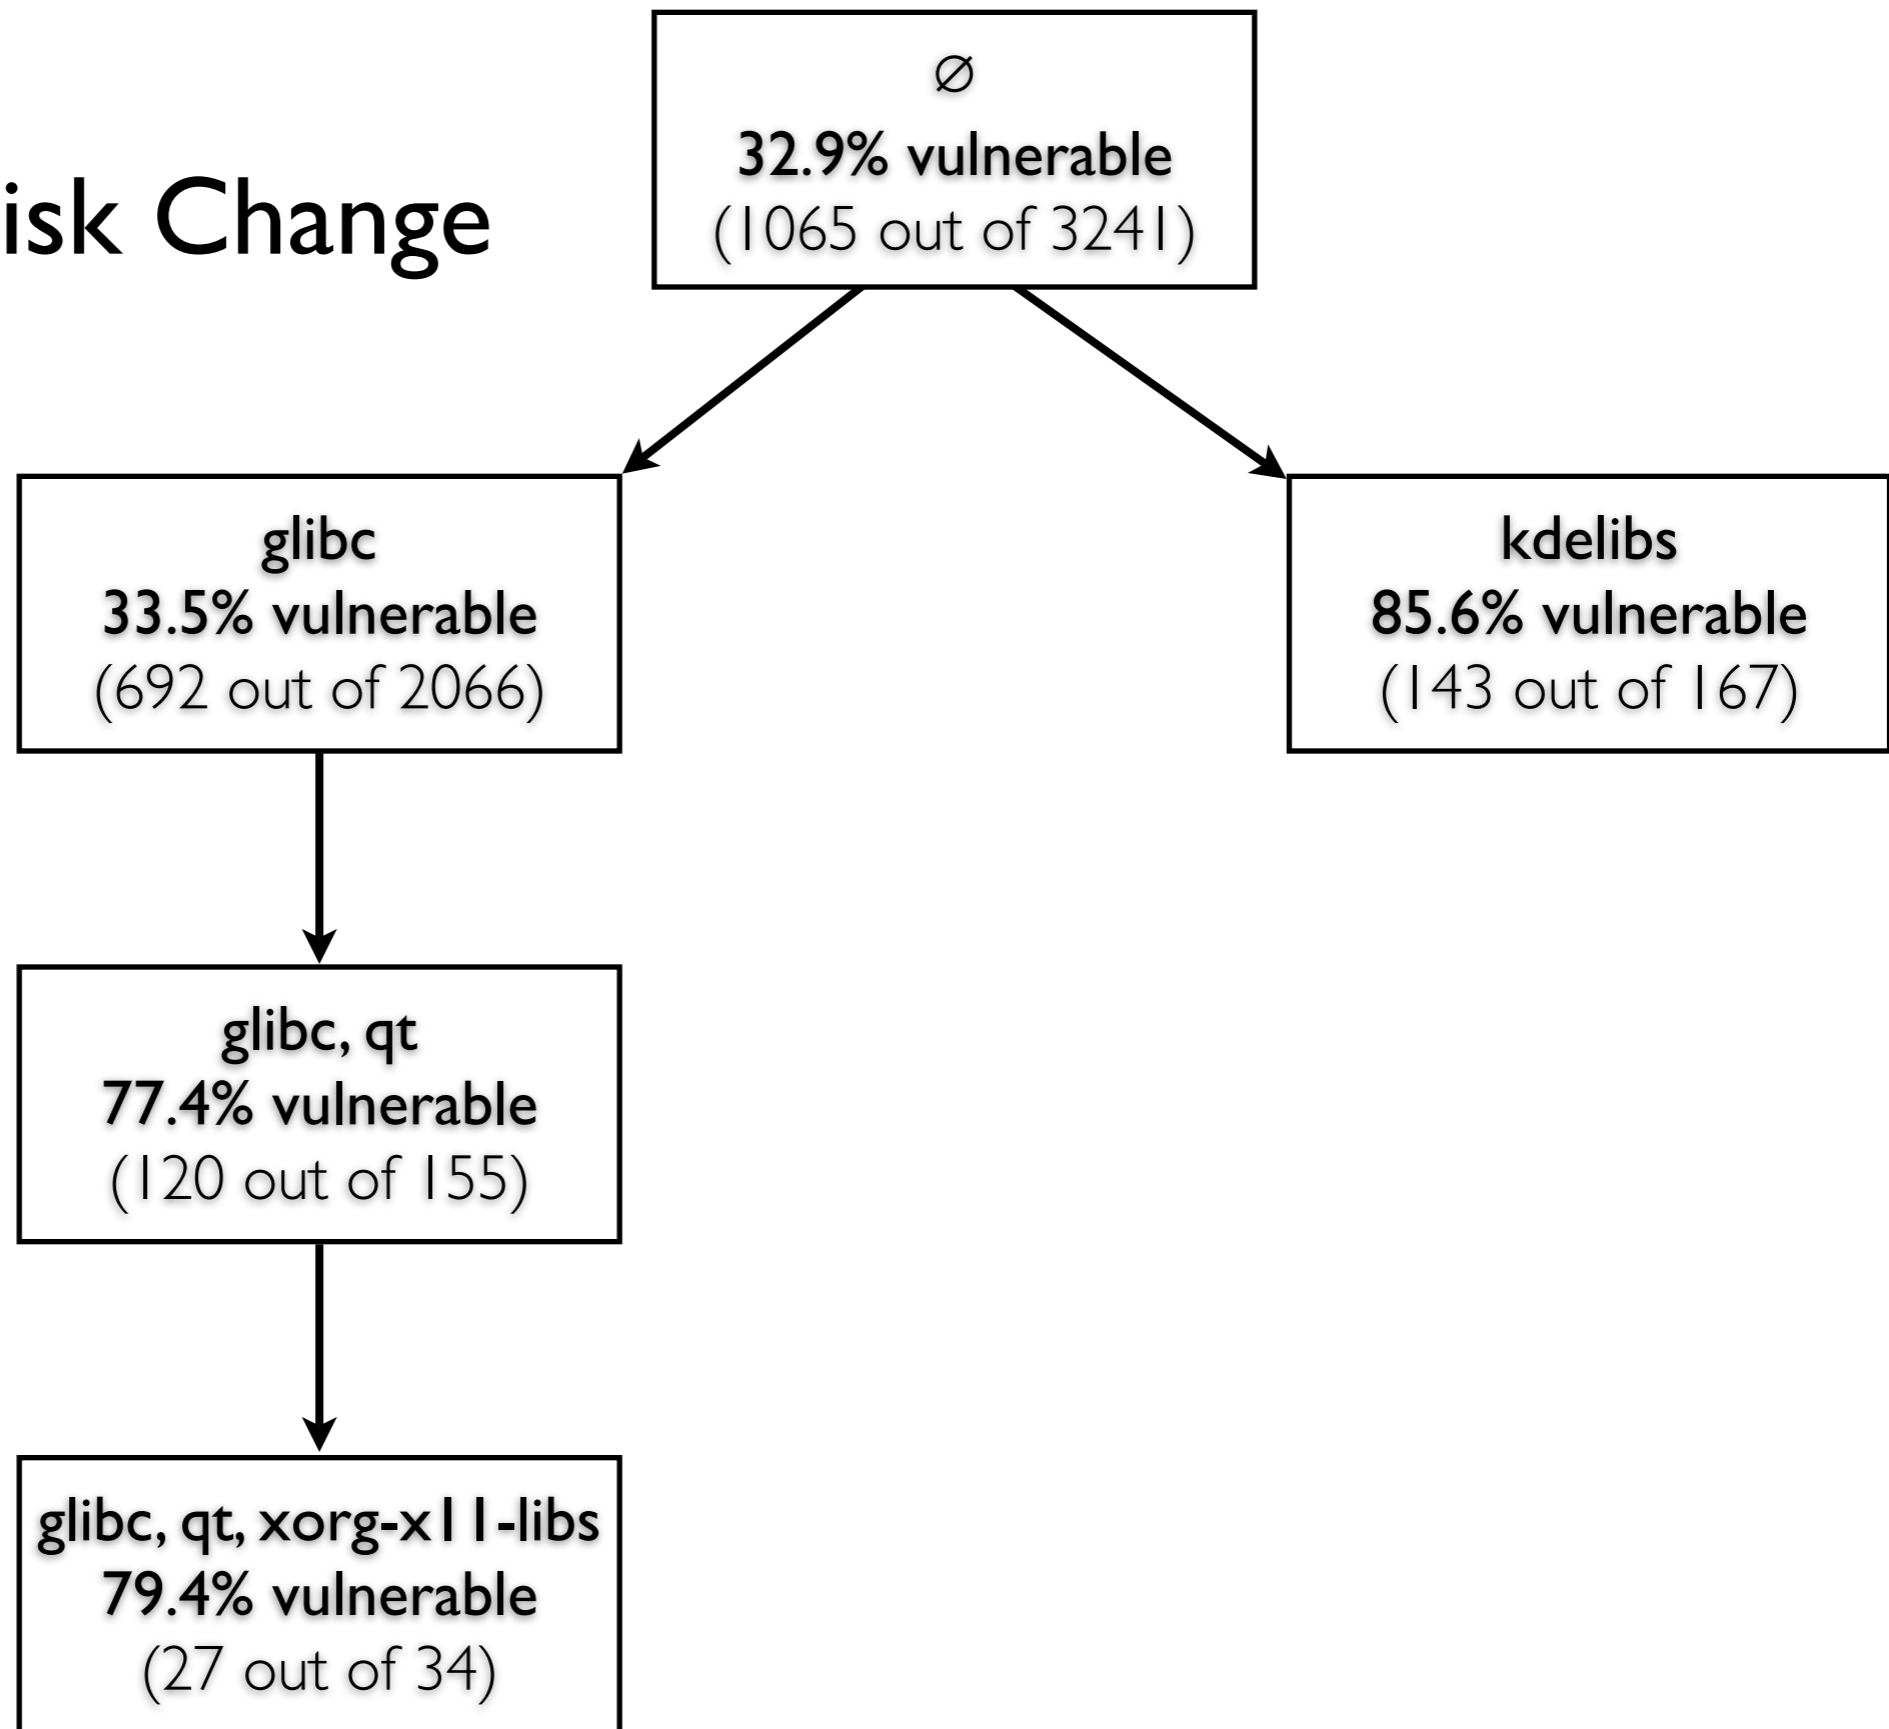 isk Change
∅
32.9% vulnerable
(1065 out of 3241)
glibc
33.5% vulnerable
(692 out of 2066)
kdelibs
85.6% vulnerable
(143 out of 167)
glibc, qt
77.4% vulnerable
(120 out of 155)
glibc, qt, xorg-x11-libs
79.4% vulnerable
(27 out of 34)